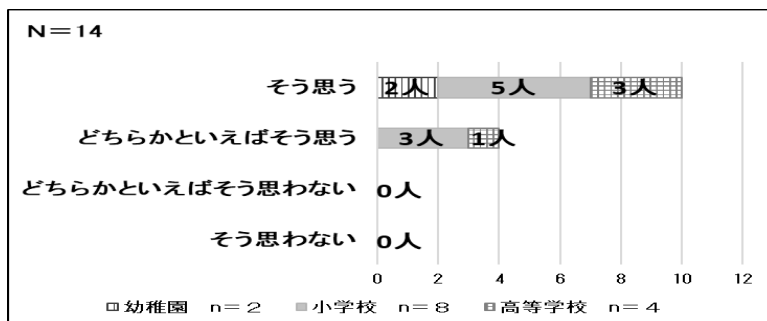 N＝14
そう思う 2人 5人 3人
どちらかといえばそう思う 3人 1人
どちらかといえばそう思わない 0人
そう思わない 0人
0 2 4 6 8 10 12
幼稚園 n＝2 小学校 n＝8 高等学校 n＝4